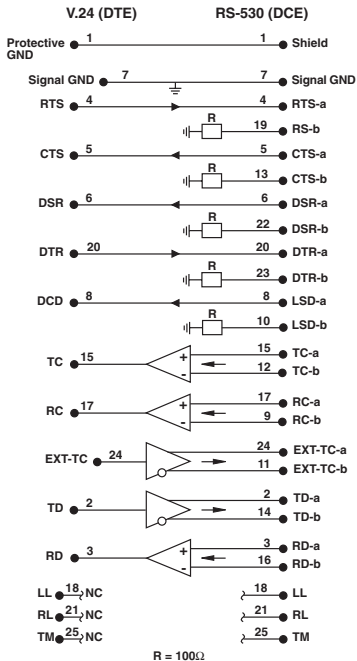 V.24 (DTE) RS-530 (DCE)
Protective GND 1 1 Shield
Signal GND 7 7 Signal GND
RTS 4 4 RTS-a
R 19 RS-b
CTS 5 5 CTS-a
R 13 CTS-b
DSR 6 6 DSR-a
R 22 DSR-b
DTR 20 20 DTR-a
R 23 DTR-b
DCD 8 8 LSD-a
R 10 LSD-b
TC 15 + 15 TC-a
- 12 TC-b
RC 17 + 17 RC-a
- 9 RC-b
EXT-TC 24 24 EXT-TC-a
11 EXT-TC-b
TD 2 2 TD-a
14 TD-b
RD 3 + 3 RD-a
- 16 RD-b
LL 18 NC 18 LL
RL 21 NC 21 RL
TM 25 NC 25 TM
R = 100Ω